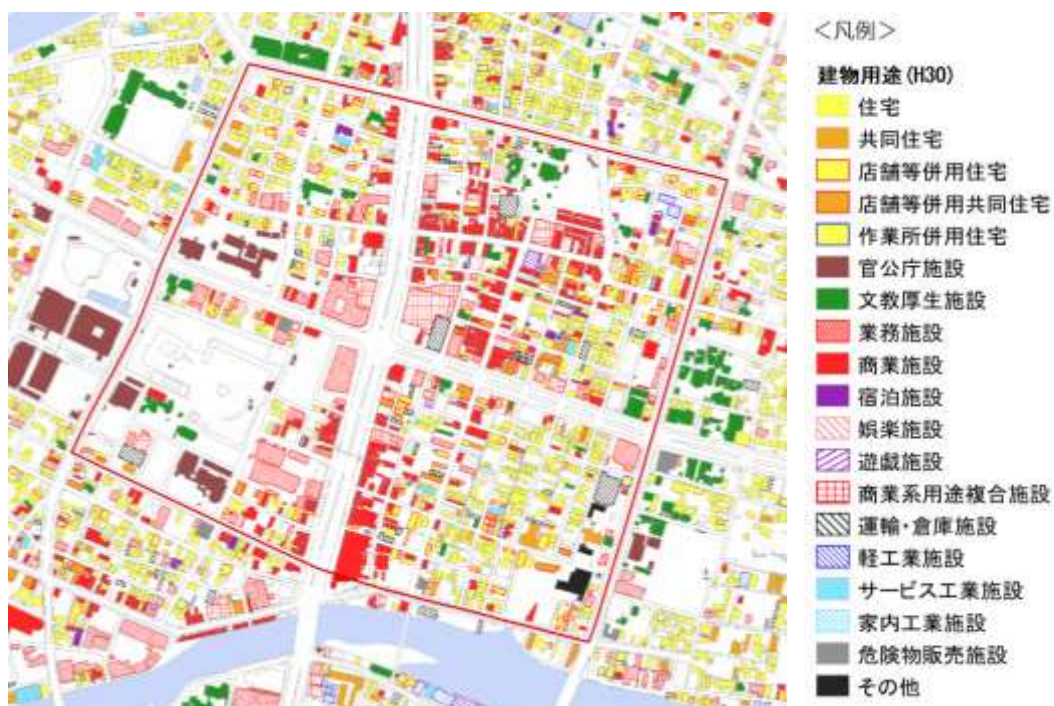 ＜凡例＞
建物用途(H30)
住宅
共同住宅
店舗等併用住宅
店舗等併用共同住宅
作業所併用住宅
官公庁施設
文教厚生施設
業務施設
商業施設
宿泊施設
娯楽施設
遊戯施設
商業系用途複合施設
運輸・倉庫施設
軽工業施設
サービス工業施設
家内工業施設
危険物販売施設
その他